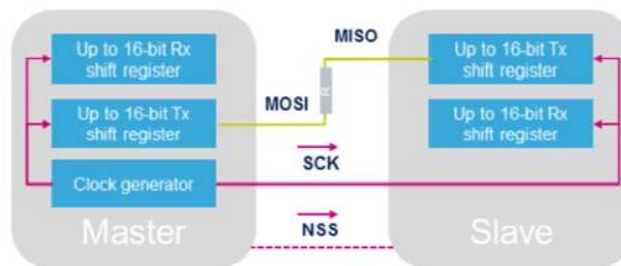 Up to 16-bit Rx
shift register
Up to 16-bit Tx
shift register
Clock generator
Master
MISO
R
MOSI
SCK
NSS
Up to 16-bit Tx
shift register
Up to 16-bit Rx
shift register
Slave